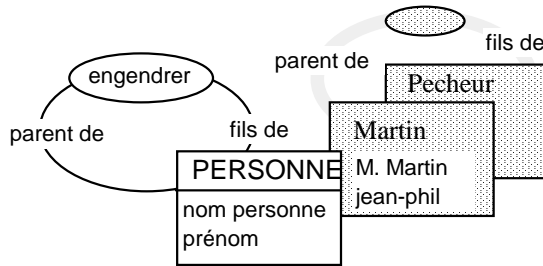 parent de
fils de
engendrer
Pecheur
parent de
fils de
Martin
PERSONNE
M. Martin
jean-phil
nom personne
prénom